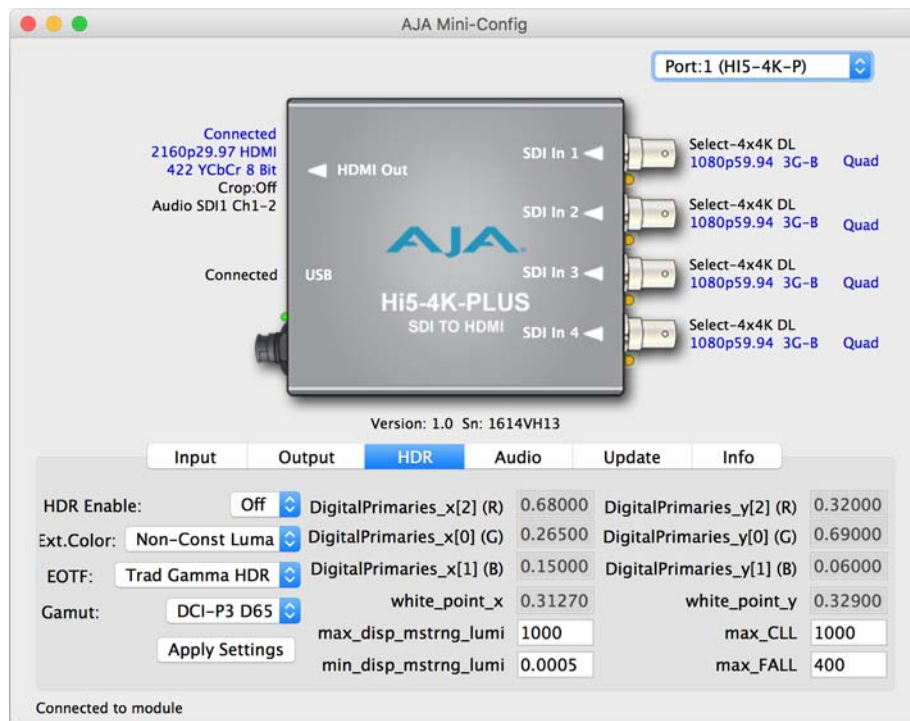 AJA Mini-Config
Port:1 (HI5-4K-P)
Connected
2160p29.97 HDMI
422 YCbCr 8 Bit
Crop:Off
Audio SDI1 Ch1-2
Connected
HDMI Out
USB
AJA
Hi5-4K-PLUS
SDI TO HDMI
SDI In 1
SDI In 2
SDI In 3
SDI In 4
Select-4x4K DL
1080p59.94 3G-B Quad
Select-4x4K DL
1080p59.94 3G-B Quad
Select-4x4K DL
1080p59.94 3G-B Quad
Select-4x4K DL
1080p59.94 3G-B Quad
Version: 1.0 Sn: 1614VH13
Input Output HDR Audio Update Info
HDR Enable: Off DigitalPrimaries_x[2] (R) 0.68000 DigitalPrimaries_y[2] (R) 0.32000
Ext.Color: Non-Const Luma DigitalPrimaries_x[0] (G) 0.26500 DigitalPrimaries_y[0] (G) 0.69000
EOTF: Trad Gamma HDR DigitalPrimaries_x[1] (B) 0.15000 DigitalPrimaries_y[1] (B) 0.06000
Gamut: DCI-P3 D65 white_point_x 0.31270 white_point_y 0.32900
Apply Settings max_disp_mstrng_lumi 1000 max_CLL 1000
min_disp_mstrng_lumi 0.0005 max_FALL 400
Connected to module